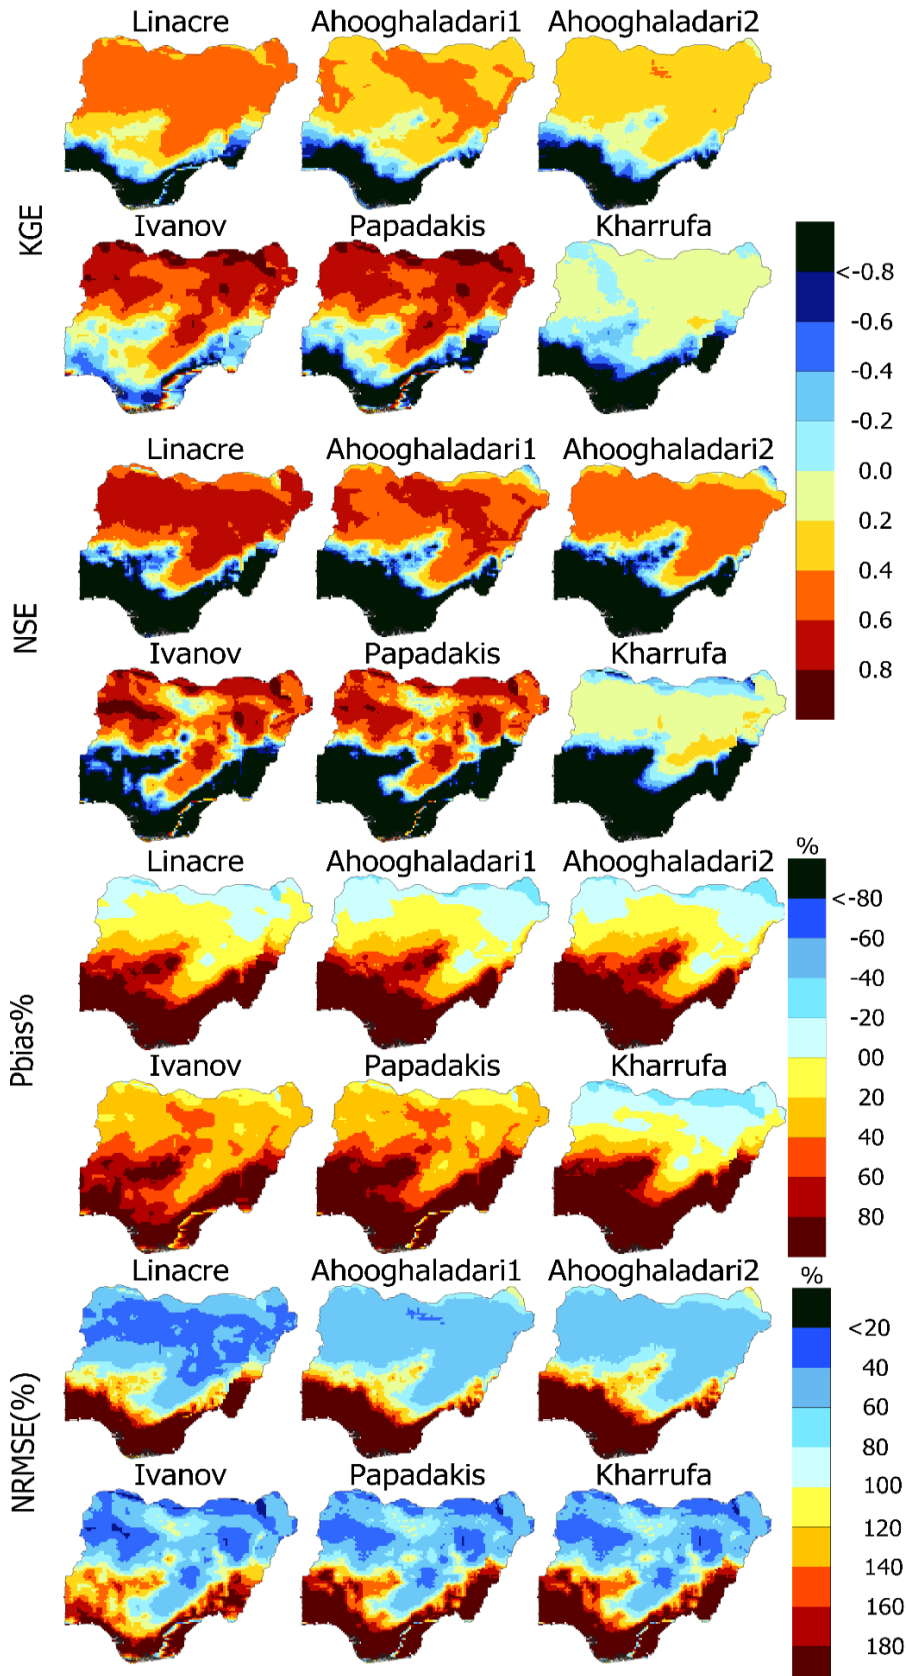 Linacre Ahooghaladari1 Ahooghaladari2
KGE
Ivanov Papadakis Kharrufa
<-0.8
-0.6
-0.4
-0.2
0.0
0.2
0.4
0.6
0.8
Linacre Ahooghaladari1 Ahooghaladari2
NSE
Ivanov Papadakis Kharrufa
%
Linacre Ahooghaladari1 Ahooghaladari2
<-80
-60
-40
-20
00
20
40
60
80
Pbias%
Ivanov Papadakis Kharrufa
Linacre Ahooghaladari1 Ahooghaladari2
%
<20
40
60
80
100
120
140
160
180
NRMSE(%)
Ivanov Papadakis Kharrufa